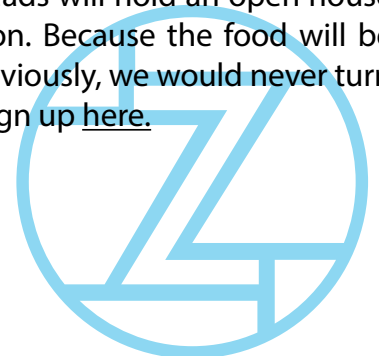 will hold an open house
on. Because the food will be
viously, we would never turn
gn up here.